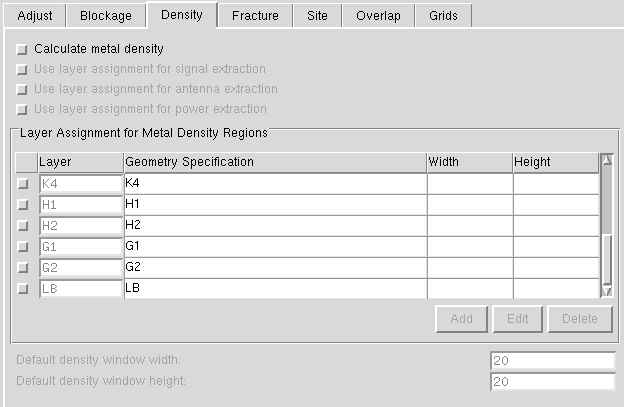 Adjust Blockage Density Fracture Site Overlap Grids
Calculate metal density
Use layer assignment for signal extraction
Use layer assignment for antenna extraction
Use layer assignment for power extraction
Layer Assignment for Metal Density Regions
Layer Geometry Specification Width Height
K4 K4
H1 H1
H2 H2
G1 G1
G2 G2
LB LB
Add Edit Delete
Default density window width: 20
Default density window height: 20